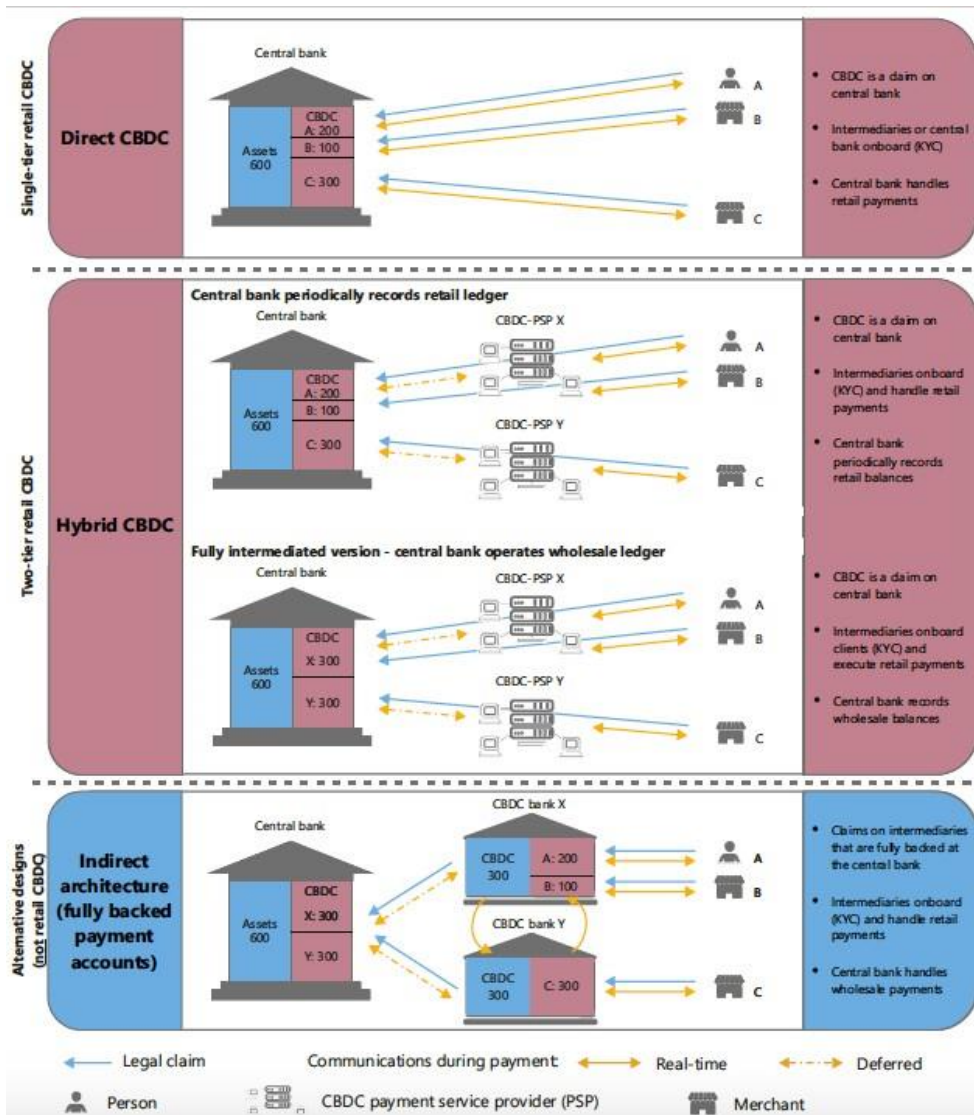 Single-tier retail CBDC
Direct CBDC
Central bank
Assets
600
CBDC
A: 200
B: 100
C: 300
A
B
C
• CBDC is a claim on
central bank
• Intermediaries or central
bank onboard (KYC)
• Central bank handles
retail payments
Two-tier retail CBDC
Hybrid CBDC
Central bank periodically records retail ledger
Central bank
Assets
600
CBDC
A: 200
B: 100
C: 300
CBDC-PSP X
CBDC-PSP Y
A
B
C
• CBDC is a claim on
central bank
• Intermediaries onboard
(KYC) and handle retail
payments
• Central bank
periodically records
retail balances
Fully intermediated version - central bank operates wholesale ledger
Central bank
Assets
600
CBDC
X: 300
Y: 300
CBDC-PSP X
CBDC-PSP Y
A
B
C
• CBDC is a claim on
central bank
• Intermediaries onboard
clients (KYC) and
execute retail payments
• Central bank records
wholesale balances
Alternative designs
(not retail CBDC)
Indirect
architecture
(fully backed
payment
accounts)
Central bank
Assets
600
CBDC
X: 300
Y: 300
CBDC bank X
CBDC
300
A: 200
B: 100
CBDC bank Y
CBDC
300
C: 300
A
B
C
• Claims on intermediaries
that are fully backed at
the central bank
• Intermediaries onboard
(KYC) and handle retail
payments
• Central bank handles
wholesale payments
Legal claim
Communications during payment:
Real-time
Deferred
Person
CBDC payment service provider (PSP)
Merchant